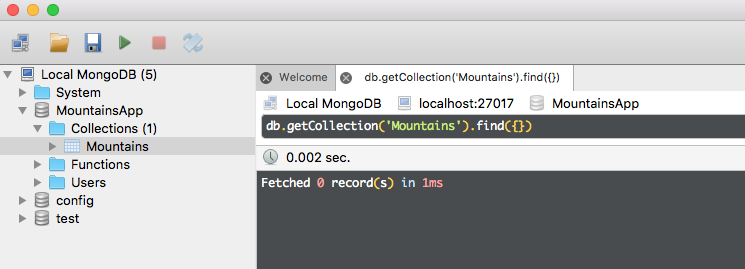 Local MongoDB (5)
System
MountainsApp
Collections (1)
Mountains
Functions
Users
config
test
Welcome
db.getCollection('Mountains').find({})
Local MongoDB localhost:27017 MountainsApp
db.getCollection('Mountains').find({})
0.002 sec.
Fetched 0 record(s) in 1ms